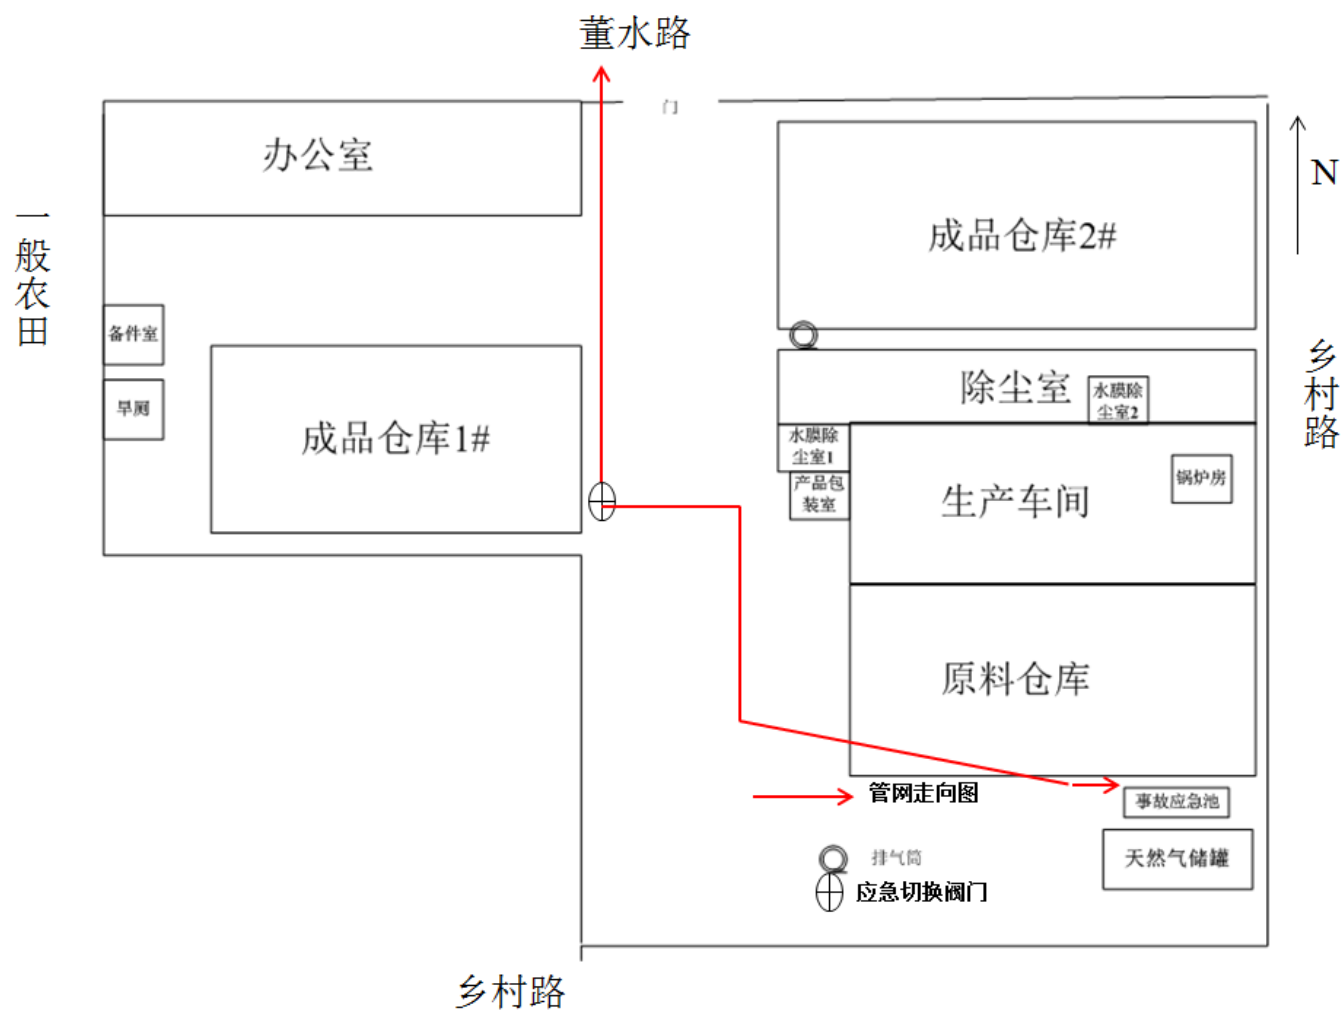 董水路
门
办公室
N
成品仓库2#
一般农田
备件室
旱厕
成品仓库1#
除尘室
水膜除
尘室2
乡村路
水膜除
尘室1
产品包
装室
生产车间
锅炉房
原料仓库
管网走向图
事故应急池
天然气储罐
排气筒
应急切换阀门
乡村路